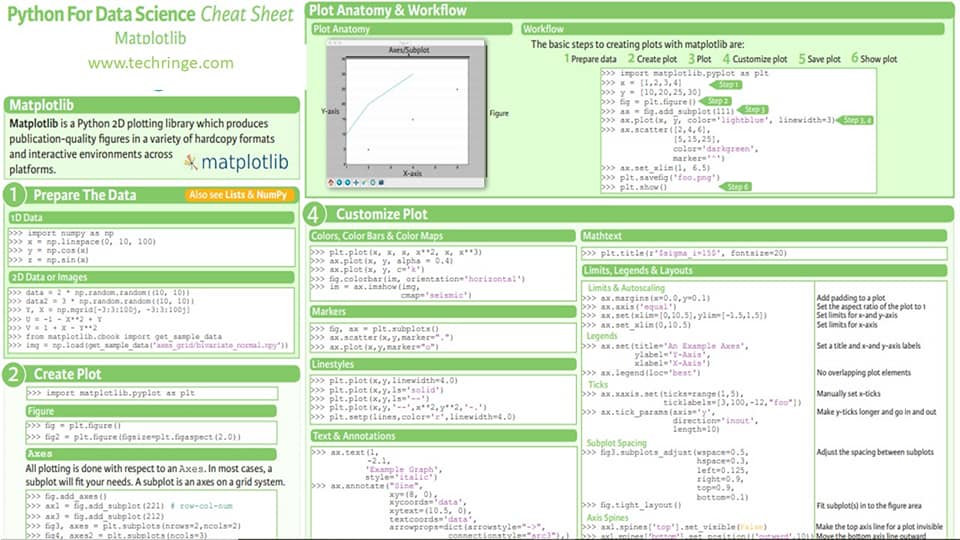 Python For Data Science Cheat Sheet
Matplotlib
www.techringe.com
Matplotlib
Matplotlib is a Python 2D plotting library which produces
publication-quality figures in a variety of hardcopy formats
and interactive environments across
platforms.
matplotlib
1 Prepare The Data
Also see Lists & NumPy
1D Data
>>> import numpy as np
>>> x = np.linspace(0, 10, 100)
>>> y = np.cos(x)
>>> z = np.sin(x)
2D Data or Images
>>> data = 2 * np.random.random((10, 10))
>>> data2 = 3 * np.random.random((10, 10))
>>> Y, X = np.mgrid[-3:3:100j, -3:3:100j]
>>> U = -1 - X**2 + Y
>>> V = 1 + X - Y**2
>>> from matplotlib.cbook import get_sample_data
>>> img = np.load(get_sample_data('axes_grid/bivariate_normal.npy'))
2 Create Plot
>>> import matplotlib.pyplot as plt
Figure
>>> fig = plt.figure()
>>> fig2 = plt.figure(figsize=plt.figaspect(2.0))
Axes
All plotting is done with respect to an Axes. In most cases, a
subplot will fit your needs. A subplot is an axes on a grid system.
>>> fig.add_axes()
>>> ax1 = fig.add_subplot(221) # row-col-num
>>> ax3 = fig.add_subplot(212)
>>> fig3, axes = plt.subplots(nrows=2,ncols=2)
>>> fig4, axes2 = plt.subplots(ncols=3)
Plot Anatomy & Workflow
Plot Anatomy
Axes/Subplot
Y-axis
Figure
X-axis
Workflow
The basic steps to creating plots with matplotlib are:
1 Prepare data 2 Create plot 3 Plot 4 Customize plot 5 Save plot 6 Show plot
>>> import matplotlib.pyplot as plt
>>> x = [1,2,3,4] Step 1
>>> y = [10,20,25,30]
>>> fig = plt.figure() Step 2
>>> ax = fig.add_subplot(111) Step 3
>>> ax.plot(x, y, color='lightblue', linewidth=3) Step 3, 4
>>> ax.scatter([2,4,6],
[5,15,25],
color='darkgreen',
marker='^')
>>> ax.set_xlim(1, 6.5)
>>> plt.savefig('foo.png')
>>> plt.show() Step 6
4 Customize Plot
Colors, Color Bars & Color Maps
>>> plt.plot(x, x, x, x**2, x, x**3)
>>> ax.plot(x, y, alpha = 0.4)
>>> ax.plot(x, y, c='k')
>>> fig.colorbar(im, orientation='horizontal')
>>> im = ax.imshow(img,
cmap='seismic')
Markers
>>> fig, ax = plt.subplots()
>>> ax.scatter(x,y,marker=".")
>>> ax.plot(x,y,marker="o")
Linestyles
>>> plt.plot(x,y,linewidth=4.0)
>>> plt.plot(x,y,ls='solid')
>>> plt.plot(x,y,ls='--')
>>> plt.plot(x,y,'--',x**2,y**2,'-.')
>>> plt.setp(lines,color='r',linewidth=4.0)
Text & Annotations
>>> ax.text(1,
-2.1,
'Example Graph',
style='italic')
>>> ax.annotate("Sine",
xy=(8, 0),
xycoords='data',
xytext=(10.5, 0),
textcoords='data',
arrowprops=dict(arrowstyle="->",
connectionstyle="arc3"),)
Mathtext
>>> plt.title(r'$sigma_i=15$', fontsize=20)
Limits, Legends & Layouts
Limits & Autoscaling
>>> ax.margins(x=0.0,y=0.1) Add padding to a plot
>>> ax.axis('equal') Set the aspect ratio of the plot to 1
>>> ax.set(xlim=[0,10.5],ylim=[-1.5,1.5]) Set limits for x-and y-axis
>>> ax.set_xlim(0,10.5) Set limits for x-axis
Legends
>>> ax.set(title='An Example Axes', Set a title and x-and y-axis labels
ylabel='Y-Axis',
xlabel='X-Axis')
>>> ax.legend(loc='best') No overlapping plot elements
Ticks
>>> ax.xaxis.set(ticks=range(1,5), Manually set x-ticks
ticklabels=[3,100,-12,"foo"])
>>> ax.tick_params(axis='y', Make y-ticks longer and go in and out
direction='inout',
length=10)
Subplot Spacing
>>> fig3.subplots_adjust(wspace=0.5, Adjust the spacing between subplots
hspace=0.3,
left=0.125,
right=0.9,
top=0.9,
bottom=0.1)
>>> fig.tight_layout() Fit subplot(s) in to the figure area
Axis Spines
>>> ax1.spines['top'].set_visible(False) Make the top axis line for a plot invisible
>>> ax1.spines['bottom'].set_position(('outward',10)) Move the bottom axis line outward